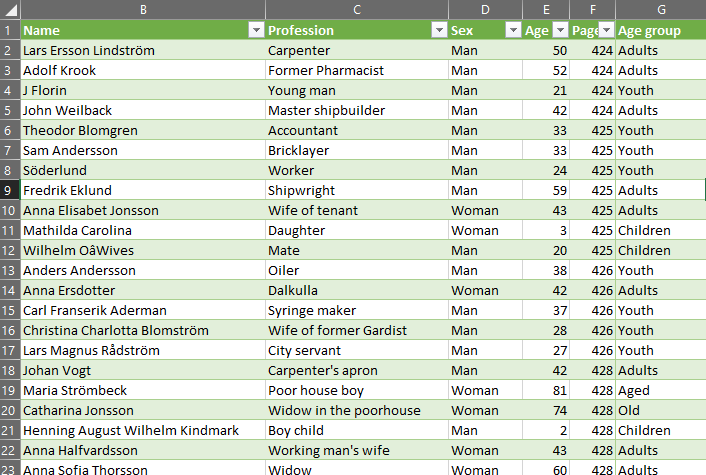 B C D E F G
1 Name Profession Sex Age Page Age group
2 Lars Ersson Lindström Carpenter Man 50 424 Adults
3 Adolf Krook Former Pharmacist Man 52 424 Adults
4 J Florin Young man Man 21 424 Youth
5 John Weilback Master shipbuilder Man 42 424 Adults
6 Theodor Blomgren Accountant Man 33 425 Youth
7 Sam Andersson Bricklayer Man 33 425 Youth
8 Söderlund Worker Man 24 425 Youth
9 Fredrik Eklund Shipwright Man 59 425 Adults
10 Anna Elisabet Jonsson Wife of tenant Woman 43 425 Adults
11 Mathilda Carolina Daughter Woman 3 425 Children
12 Wilhelm OâWives Mate Man 20 425 Children
13 Anders Andersson Oiler Man 38 426 Youth
14 Anna Ersdotter Dalkulla Woman 42 426 Adults
15 Carl Franserik Aderman Syringe maker Man 37 426 Youth
16 Christina Charlotta Blomström Wife of former Gardist Man 28 426 Youth
17 Lars Magnus Rådström City servant Man 27 426 Youth
18 Johan Vogt Carpenter's apron Man 42 428 Adults
19 Maria Strömbeck Poor house boy Woman 81 428 Aged
20 Catharina Jonsson Widow in the poorhouse Woman 74 428 Old
21 Henning August Wilhelm Kindmark Boy child Man 2 428 Children
22 Anna Halfvardsson Working man's wife Woman 43 428 Adults
23 Anna Sofia Thorsson Widow Woman 60 428 Adults